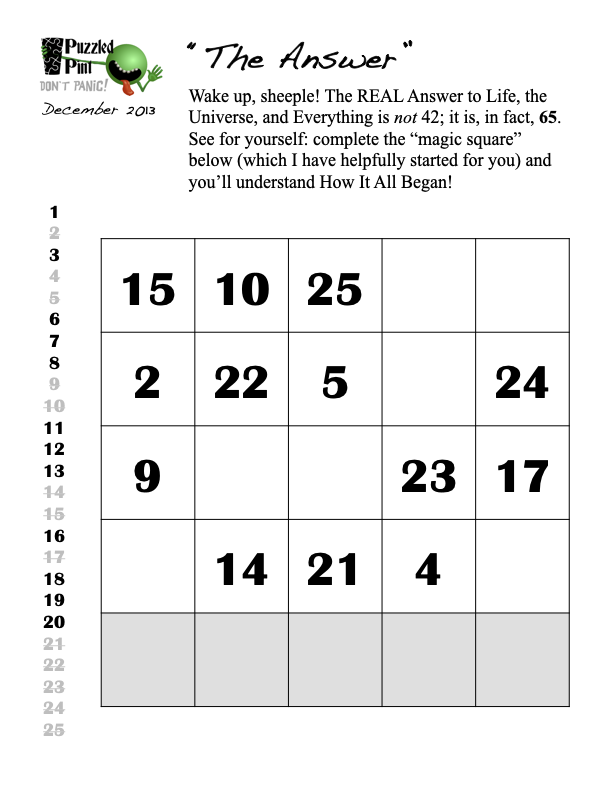 Puzzled
Pint
DON'T PANIC!
December 2013
"The Answer"
Wake up, sheeple! The REAL Answer to Life, the
Universe, and Everything is not 42; it is, in fact, 65.
See for yourself: complete the “magic square”
below (which I have helpfully started for you) and
you’ll understand How It All Began!
1
2
3
4
5
6
7
8
9
10
11
12
13
14
15
16
17
18
19
20
21
22
23
24
25
15 10 25
2 22 5 24
9 23 17
14 21 4